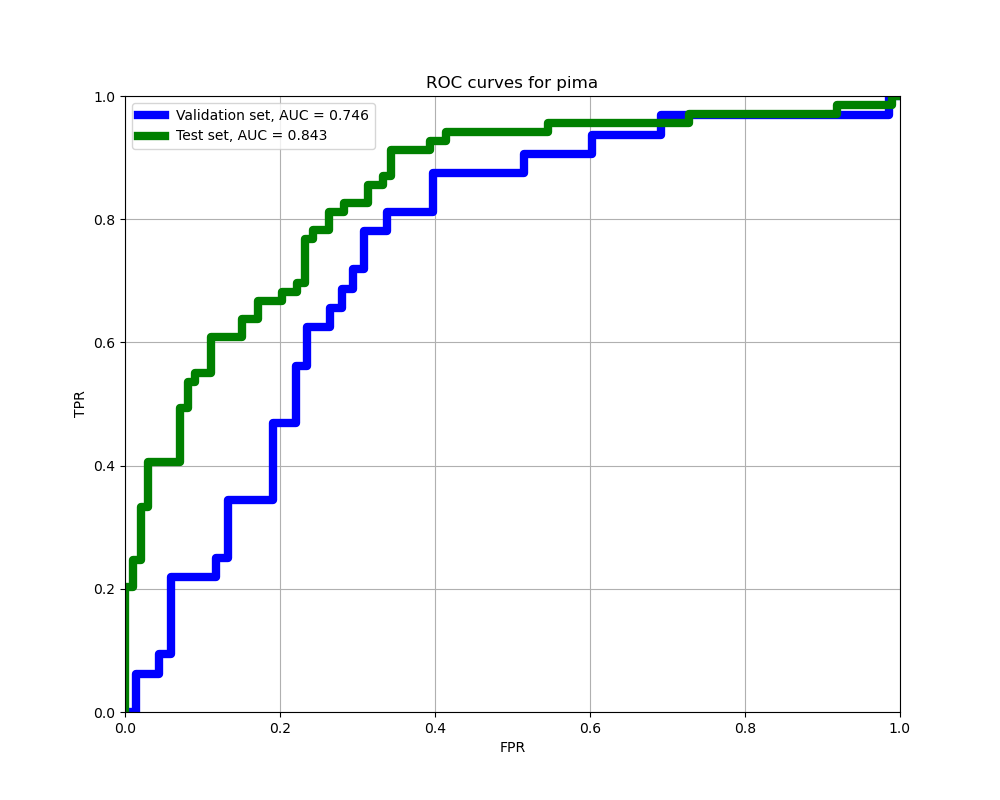 ROC curves for pima
Validation set, AUC = 0.746
Test set, AUC = 0.843
1.0
0.8
0.6
0.4
0.2
0.0
TPR
0.0 0.2 0.4 0.6 0.8 1.0
FPR